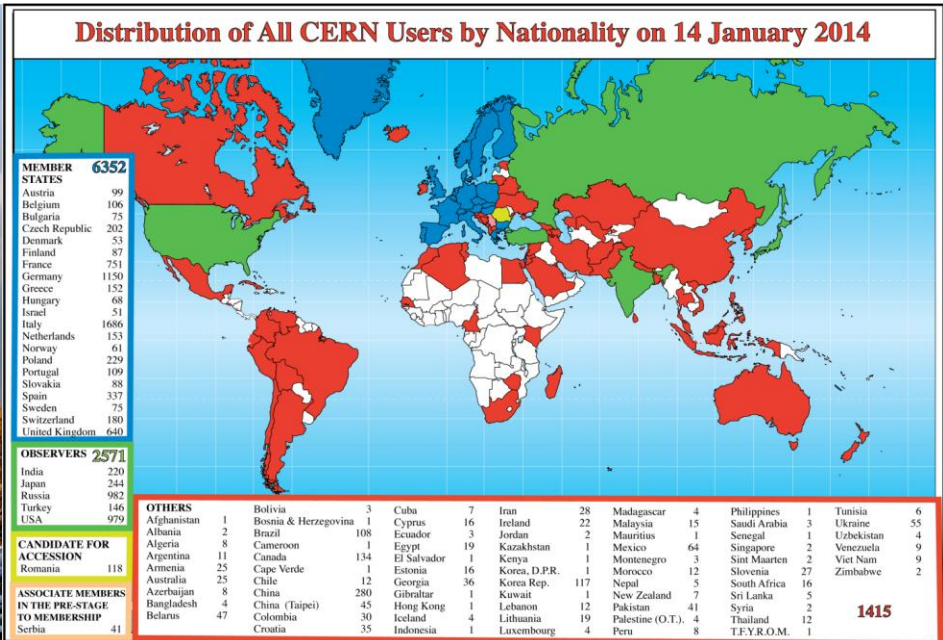 Distribution of All CERN Users by Nationality on 14 January 2014
MEMBER STATES 6352
Austria 99
Belgium 106
Bulgaria 75
Czech Republic 202
Denmark 53
Finland 87
France 751
Germany 1150
Greece 152
Hungary 68
Israel 51
Italy 1686
Netherlands 153
Norway 61
Poland 229
Portugal 109
Slovakia 88
Spain 337
Sweden 75
Switzerland 180
United Kingdom 640
OBSERVERS 2571
India 220
Japan 244
Russia 982
Turkey 146
USA 979
CANDIDATE FOR
ACCESSION
Romania 118
ASSOCIATE MEMBERS
IN THE PRE-STAGE
TO MEMBERSHIP
Serbia 41
OTHERS
Afghanistan 1
Albania 2
Algeria 8
Argentina 11
Armenia 25
Australia 25
Azerbaijan 8
Bangladesh 4
Belarus 47
Bolivia 3
Bosnia & Herzegovina 1
Brazil 108
Cameroon 1
Canada 134
Cape Verde 1
Chile 12
China 280
China (Taipei) 45
Colombia 30
Croatia 35
Cuba 7
Cyprus 16
Ecuador 3
Egypt 19
El Salvador 1
Estonia 16
Georgia 36
Gibraltar 1
Hong Kong 1
Iceland 4
Indonesia 1
Iran 28
Ireland 22
Jordan 2
Kazakhstan 1
Kenya 1
Korea, D.P.R. 1
Korea Rep. 117
Kuwait 1
Lebanon 12
Lithuania 19
Luxembourg 4
Madagascar 4
Malaysia 15
Mauritius 1
Mexico 64
Montenegro 3
Morocco 12
Nepal 5
New Zealand 7
Pakistan 41
Palestine (O.T.). 4
Peru 8
Philippines 1
Saudi Arabia 3
Senegal 1
Singapore 2
Sint Maarten 2
Slovenia 27
South Africa 16
Sri Lanka 5
Syria 2
Thailand 12
T.F.Y.R.O.M. 1
Tunisia 6
Ukraine 55
Uzbekistan 4
Venezuela 9
Viet Nam 9
Zimbabwe 2
1415